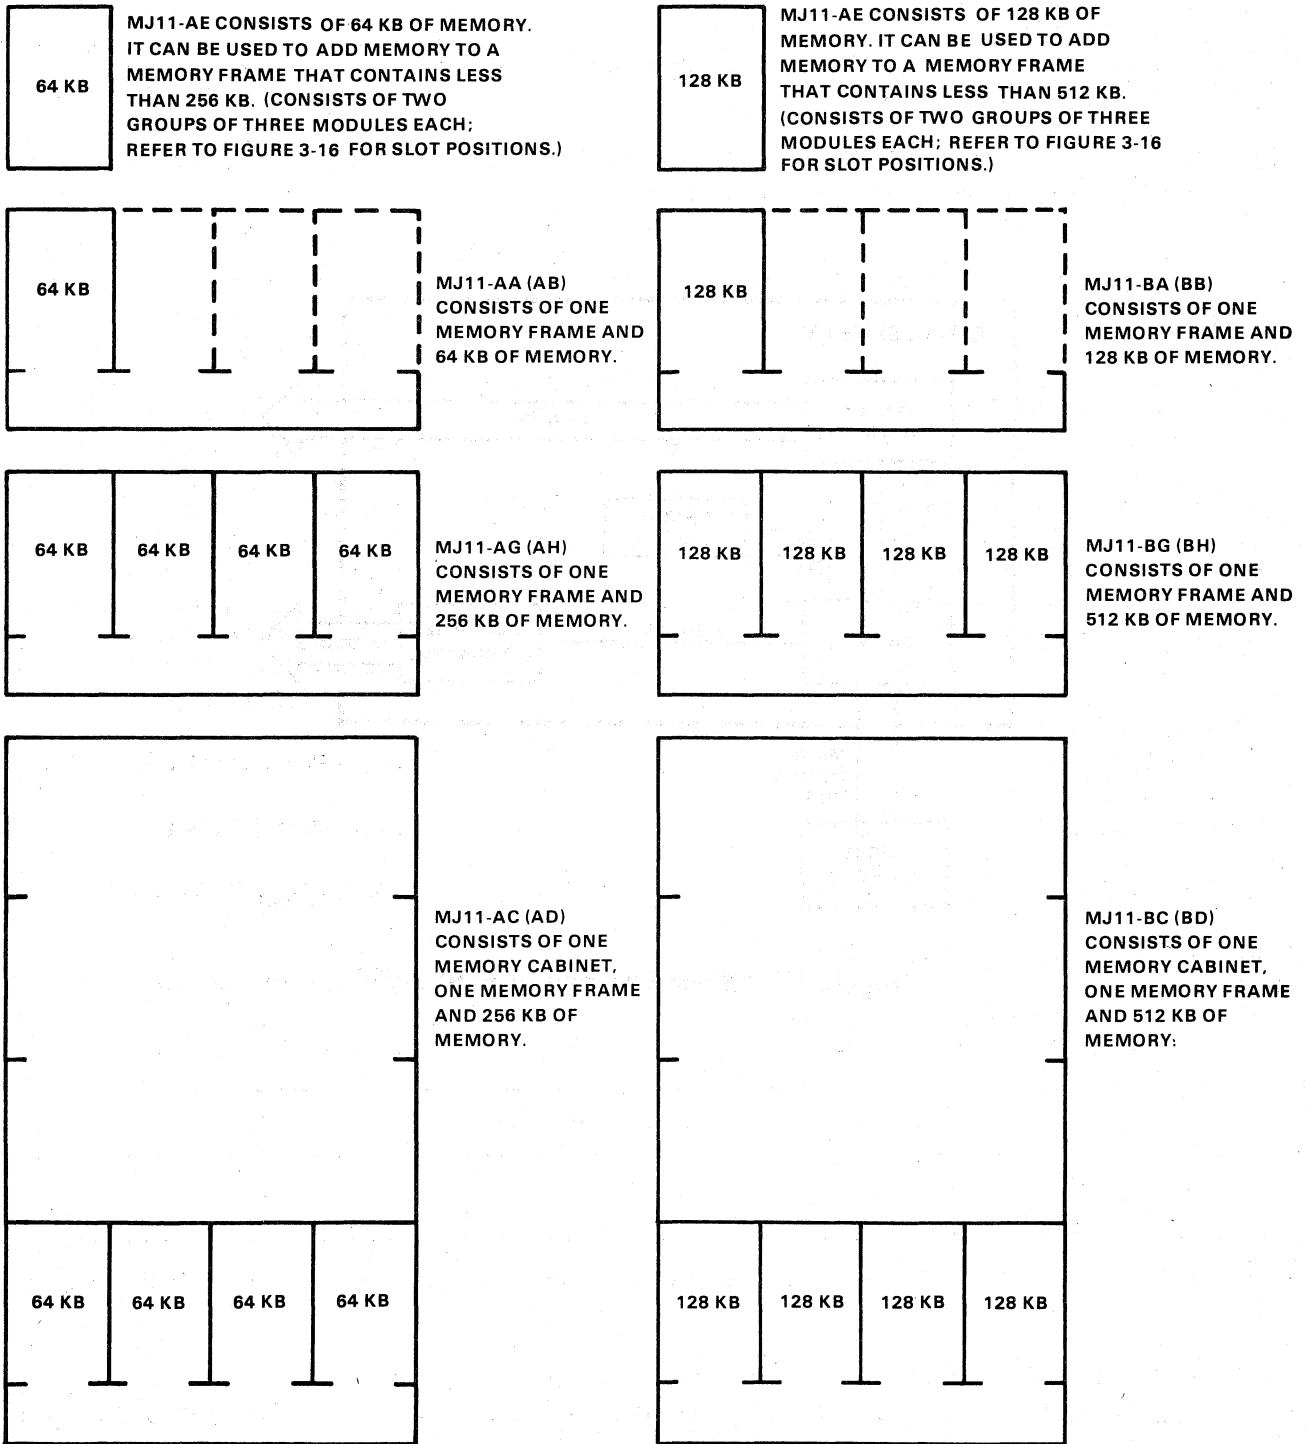 64 KB
MJ11-AE CONSISTS OF 64 KB OF MEMORY.
IT CAN BE USED TO ADD MEMORY TO A
MEMORY FRAME THAT CONTAINS LESS
THAN 256 KB. (CONSISTS OF TWO
GROUPS OF THREE MODULES EACH;
REFER TO FIGURE 3-16 FOR SLOT POSITIONS.)
128 KB
MJ11-AE CONSISTS OF 128 KB OF
MEMORY. IT CAN BE USED TO ADD
MEMORY TO A MEMORY FRAME
THAT CONTAINS LESS THAN 512 KB.
(CONSISTS OF TWO GROUPS OF THREE
MODULES EACH; REFER TO FIGURE 3-16
FOR SLOT POSITIONS.)
64 KB
MJ11-AA (AB)
CONSISTS OF ONE
MEMORY FRAME AND
64 KB OF MEMORY.
128 KB
MJ11-BA (BB)
CONSISTS OF ONE
MEMORY FRAME AND
128 KB OF MEMORY.
64 KB 64 KB 64 KB 64 KB
MJ11-AG (AH)
CONSISTS OF ONE
MEMORY FRAME AND
256 KB OF MEMORY.
128 KB 128 KB 128 KB 128 KB
MJ11-BG (BH)
CONSISTS OF ONE
MEMORY FRAME AND
512 KB OF MEMORY.
MJ11-AC (AD)
CONSISTS OF ONE
MEMORY CABINET,
ONE MEMORY FRAME
AND 256 KB OF
MEMORY.
64 KB 64 KB 64 KB 64 KB
MJ11-BC (BD)
CONSISTS OF ONE
MEMORY CABINET,
ONE MEMORY FRAME
AND 512 KB OF
MEMORY:
128 KB 128 KB 128 KB 128 KB